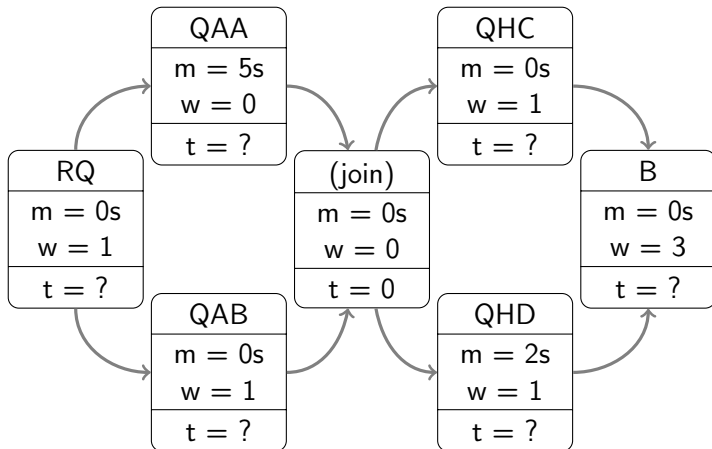 QAA
m = 5s
w = 0
t = ?
QHC
m = 0s
w = 1
t = ?
RQ
m = 0s
w = 1
t = ?
(join)
m = 0s
w = 0
t = 0
B
m = 0s
w = 3
t = ?
QAB
m = 0s
w = 1
t = ?
QHD
m = 2s
w = 1
t = ?